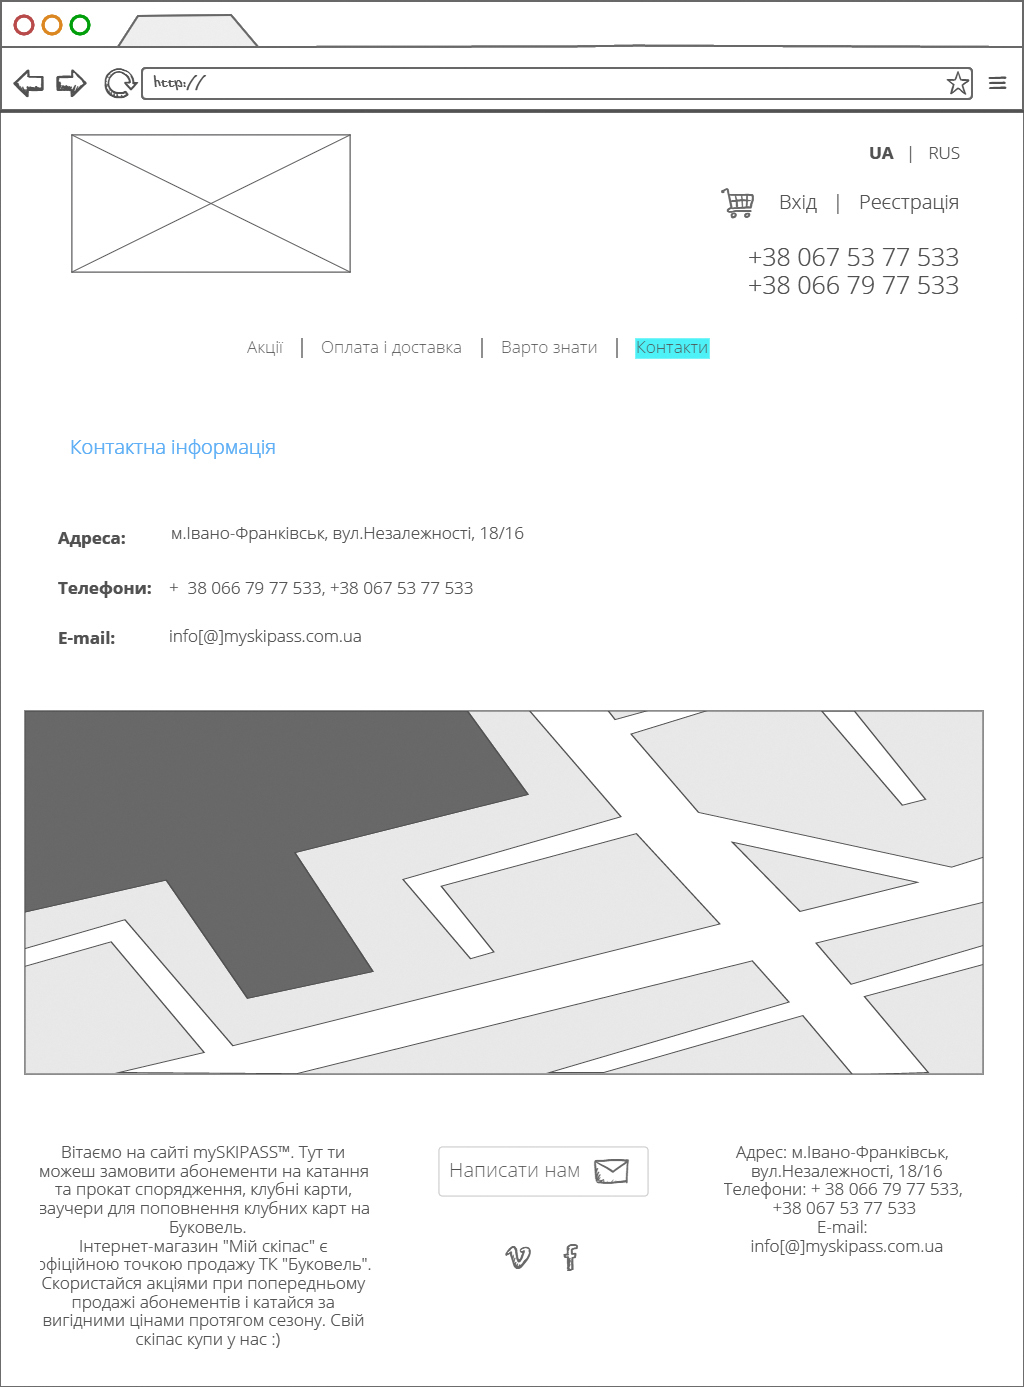 http://
UA | RUS
Вхід | Реєстрація
+38 067 53 77 533
+38 066 79 77 533
Акції | Оплата і доставка | Варто знати | Контакти
Контактна інформація
Адреса: м.Івано-Франківськ, вул.Незалежності, 18/16
Телефони: + 38 066 79 77 533, +38 067 53 77 533
E-mail: info[@]myskipass.com.ua
Вітаємо на сайті mySKIPASS™. Тут ти
можеш замовити абонементи на катання
та прокат спорядження, клубні карти,
ваучери для поповнення клубних карт на
Буковель.
Інтернет-магазин "Мій скіпас" є
офіційною точкою продажу ТК "Буковель".
Скористайся акціями при попередньому
продажі абонементів і катайся за
вигідними цінами протягом сезону. Свій
скіпас купи у нас :)
Написати нам
Адрес: м.Івано-Франківськ,
вул.Незалежності, 18/16
Телефони: + 38 066 79 77 533,
+38 067 53 77 533
E-mail:
info[@]myskipass.com.ua